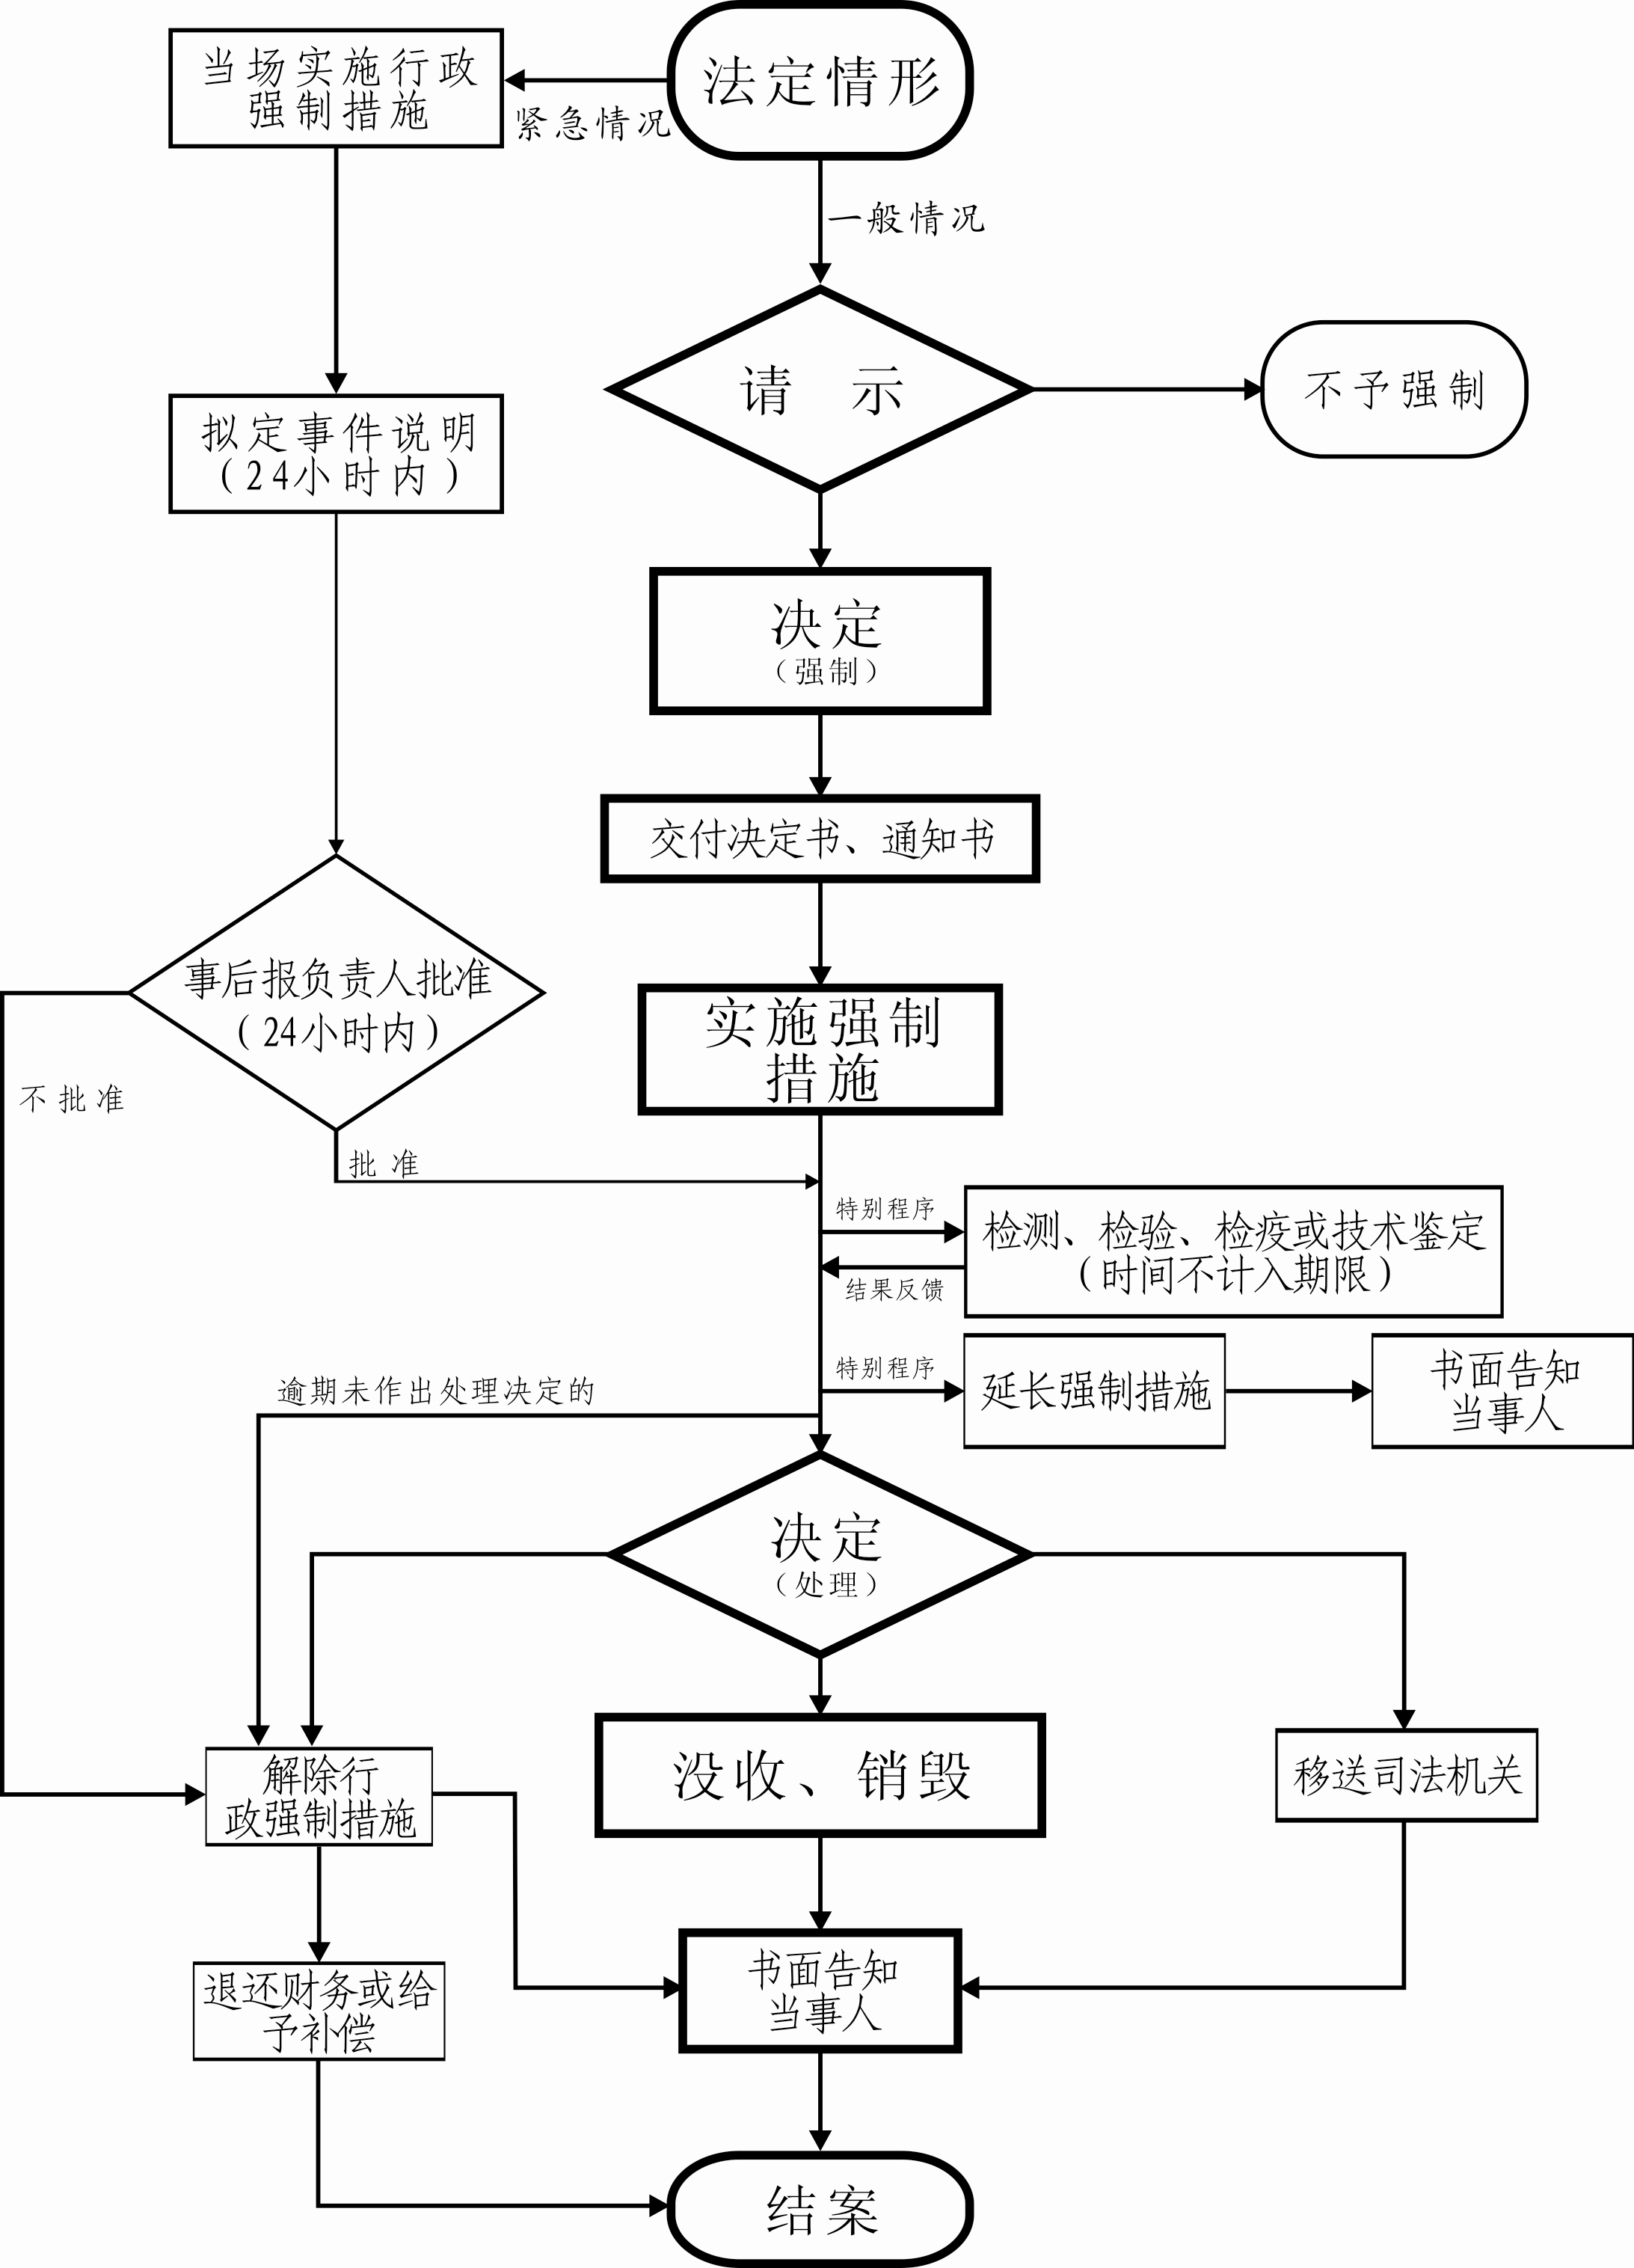 当场实施行政
强制措施
紧急情况
法定情形
一般情况
请示
不予强制
拟定事件说明
（24小时内）
决定
（强制）
交付决定书、通知书
事后报负责人批准
（24小时内）
实施强制
措施
不批准
批准
特别程序
检测、检验、检疫或技术鉴定
（时间不计入期限）
结果反馈
特别程序
延长强制措施
书面告知
当事人
逾期未作出处理决定的
决定
（处理）
解除行
政强制措施
没收、销毁
移送司法机关
退还财务或给
予补偿
书面告知
当事人
结案